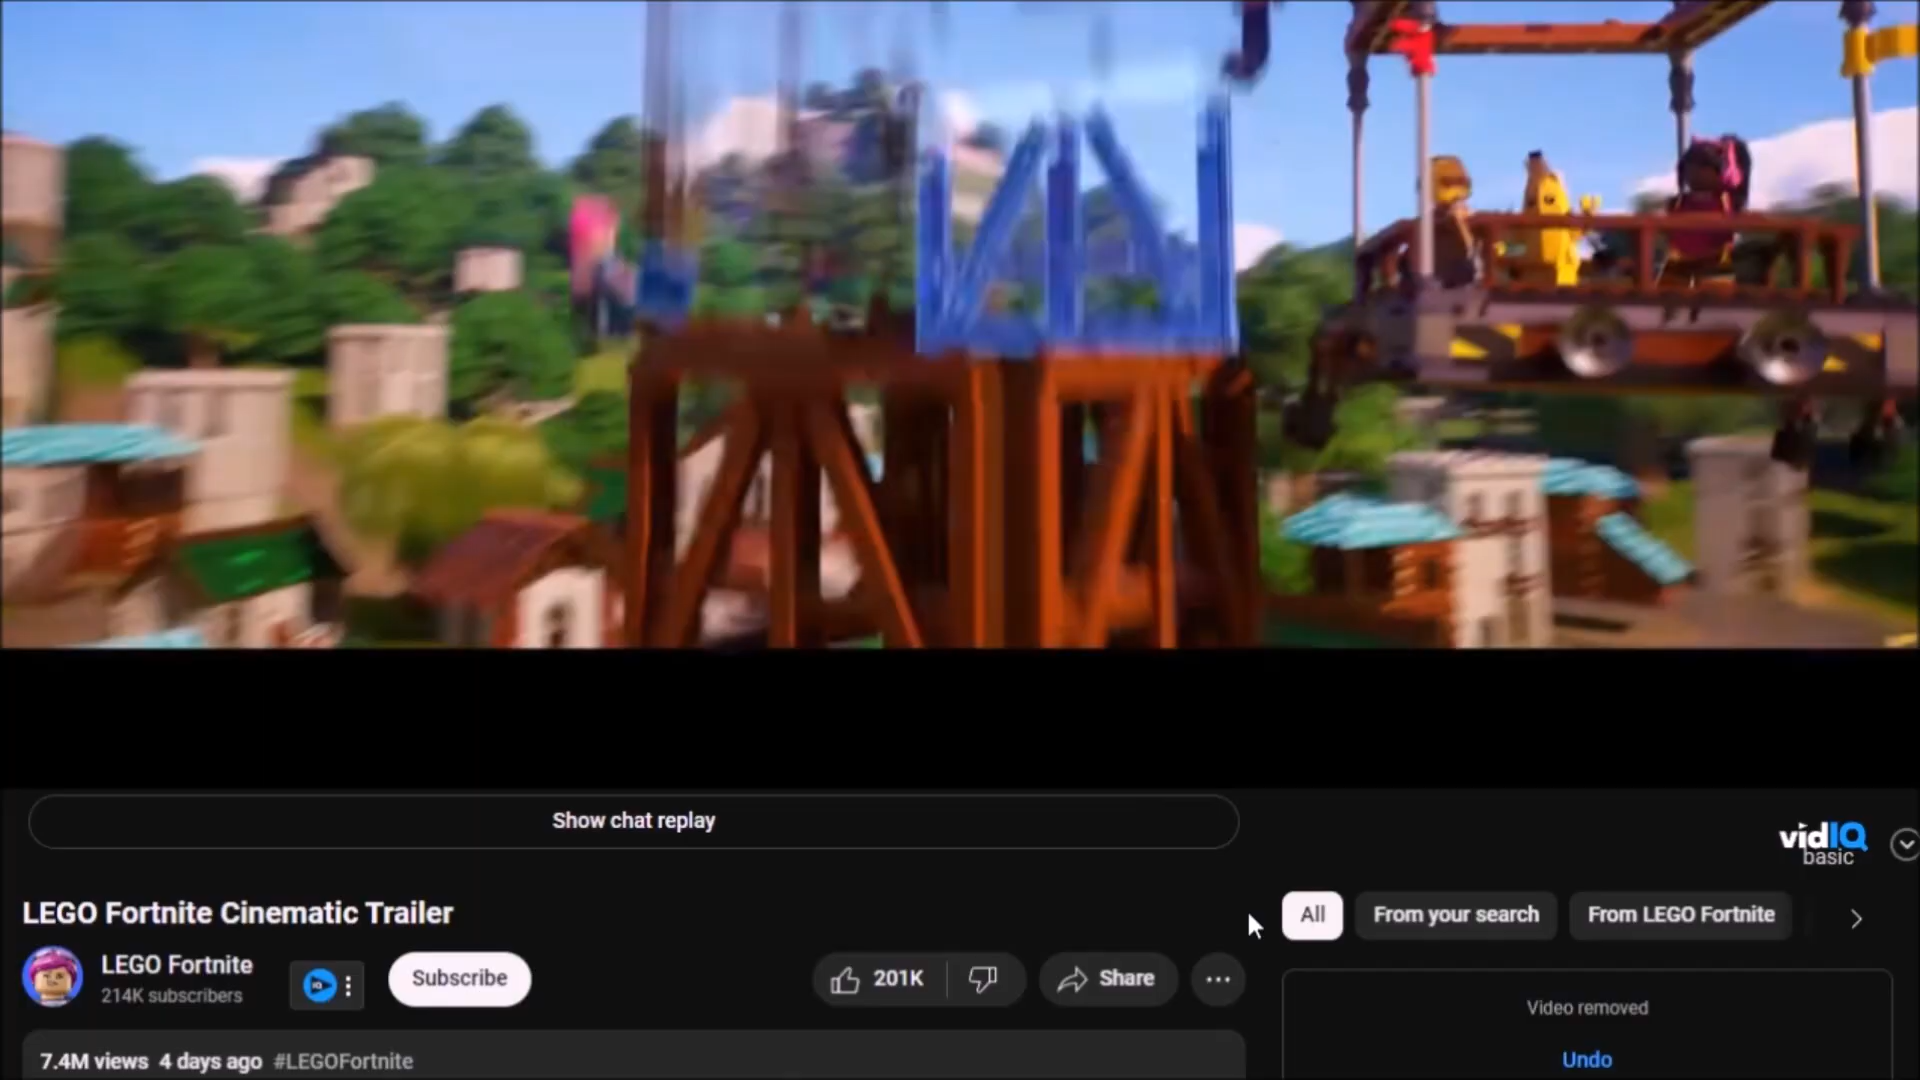 Show chat replay
vidIQ
basic
LEGO Fortnite Cinematic Trailer
All
From your search
From LEGO Fortnite
LEGO Fortnite
214K subscribers
IQ
Subscribe
201K
Share
Video removed
Undo
7.4M views 4 days ago #LEGOFortnite